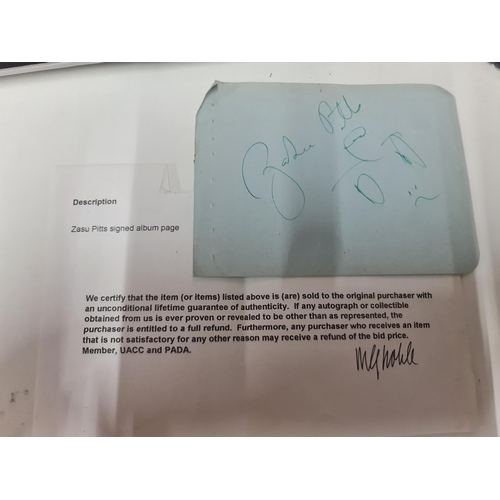 Zasu Pitts
Description
Zasu Pitts signed album page
We certify that the item (or items) listed above is (are) sold to the original purchaser with
an unconditional lifetime guarantee of authenticity. If any autograph or collectible
obtained from us is ever proven or revealed to be other than as represented, the
purchaser is entitled to a full refund. Furthermore, any purchaser who receives an item
that is not satisfactory for any other reason may receive a refund of the bid price.
Member, UACC and PADA.